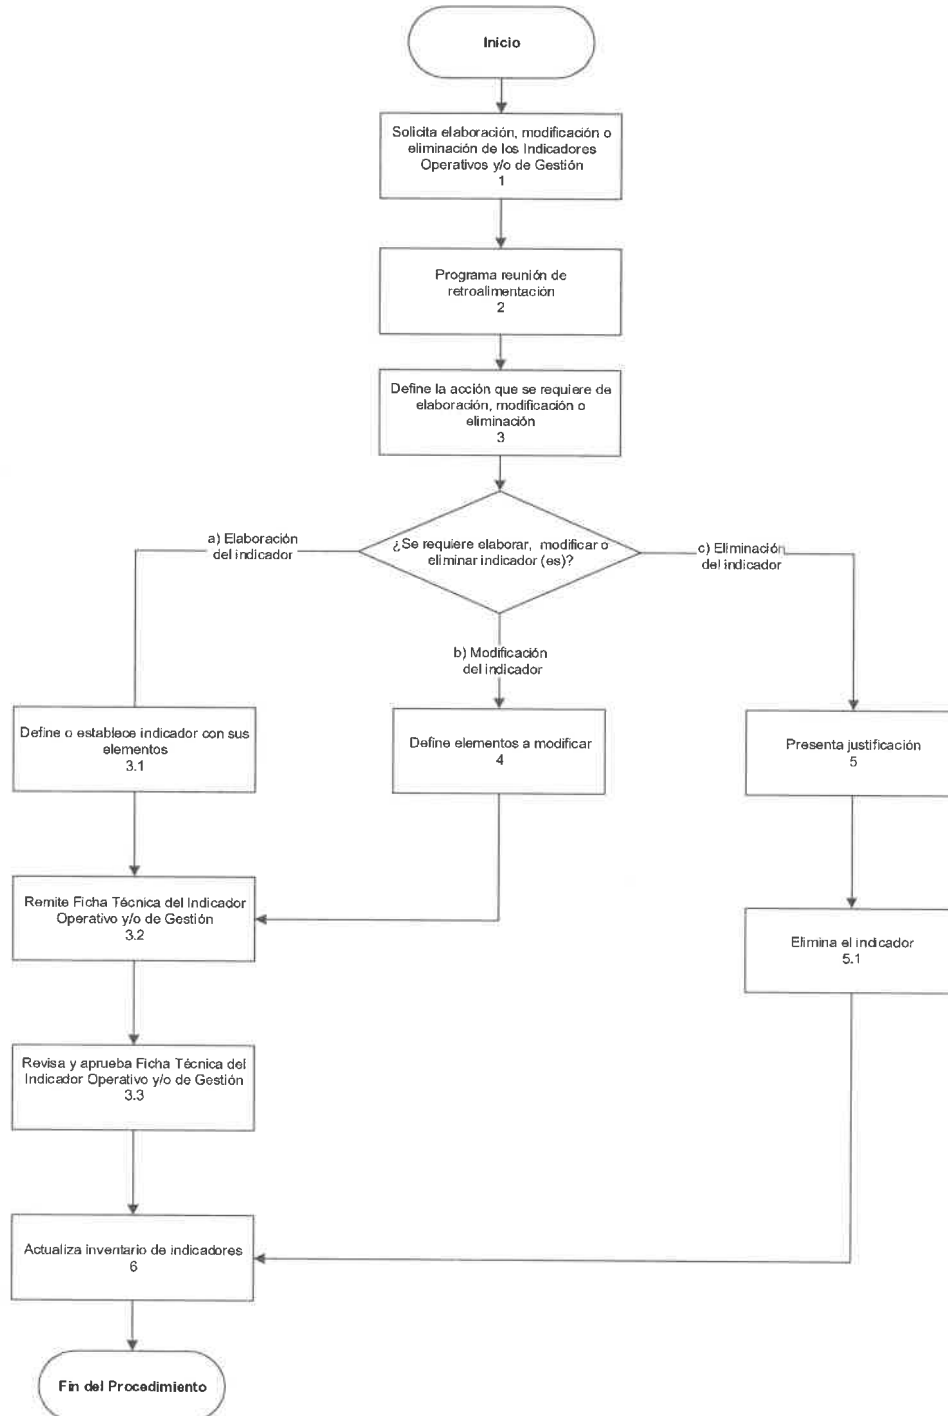 Inicio
Solicita elaboración, modificación o
eliminación de los Indicadores
Operativos y/o de Gestión
1
Programa reunión de
retroalimentación
2
Define la acción que se requiere de
elaboración, modificación o
eliminación
3
¿Se requiere elaborar, modificar o
eliminar indicador (es)?
a) Elaboración
del indicador
b) Modificación
del indicador
c) Eliminación
del indicador
Define o establece indicador con sus
elementos
3.1
Define elementos a modificar
4
Presenta justificación
5
Remite Ficha Técnica del Indicador
Operativo y/o de Gestión
3.2
Elimina el indicador
5.1
Revisa y aprueba Ficha Técnica del
Indicador Operativo y/o de Gestión
3.3
Actualiza inventario de indicadores
6
Fin del Procedimiento